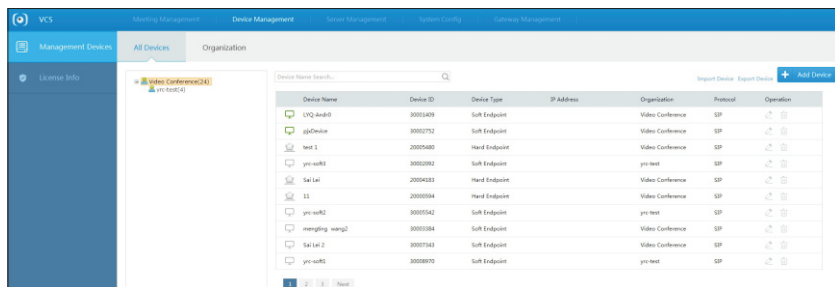 VCS Meeting Management Device Management Server Management System Config Gateway Management
Management Devices All Devices Organization
License Info
Video Conference(24)
yrc-test(4)
Device Name Search... Import Device Export Device + Add Device
Device Name Device ID Device Type IP Address Organization Protocol Operation
LYQ-Andr0 30001409 Soft Endpoint Video Conference SIP
pjxDevice 30002752 Soft Endpoint Video Conference SIP
test 1 20005480 Hard Endpoint Video Conference SIP
yrc-soft3 30002092 Soft Endpoint yrc-test SIP
Sai Lei 20004183 Hard Endpoint Video Conference SIP
11 20000594 Hard Endpoint Video Conference SIP
yrc-soft2 30005542 Soft Endpoint yrc-test SIP
mengting wang2 30003384 Soft Endpoint Video Conference SIP
Sai Lei 2 30007343 Soft Endpoint Video Conference SIP
yrc-soft1 30008970 Soft Endpoint yrc-test SIP
1 2 3 Next